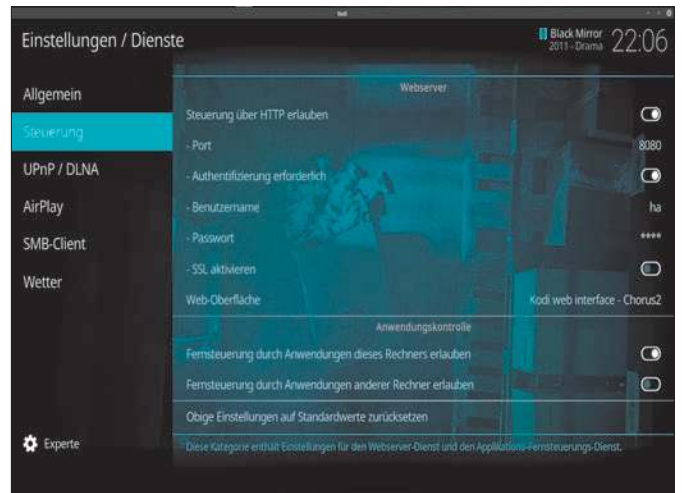 Kodi
Einstellungen / Dienste
Black Mirror
2011 - Drama
22:06
Allgemein
Steuerung
UPnP / DLNA
AirPlay
SMB-Client
Wetter
Experte
Webserver
Steuerung über HTTP erlauben
- Port 8080
- Authentifizierung erforderlich
- Benutzername ha
- Passwort ****
- SSL aktivieren
Web-Oberfläche Kodi web interface - Chorus2
Anwendungskontrolle
Fernsteuerung durch Anwendungen dieses Rechners erlauben
Fernsteuerung durch Anwendungen anderer Rechner erlauben
Obige Einstellungen auf Standardwerte zurücksetzen
Diese Kategorie enthält Einstellungen für den Webserver-Dienst und den Applikations-Fernsteuerungs-Dienst.